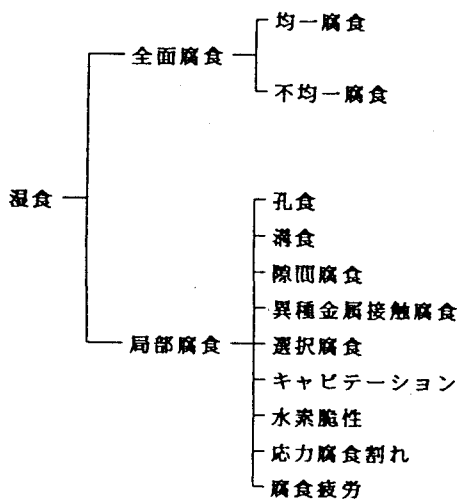 湿食
全面腐食
均一腐食
不均一腐食
局部腐食
孔食
溝食
隙間腐食
異種金属接触腐食
選択腐食
キャビテーション
水素脆性
応力腐食割れ
腐食疲労